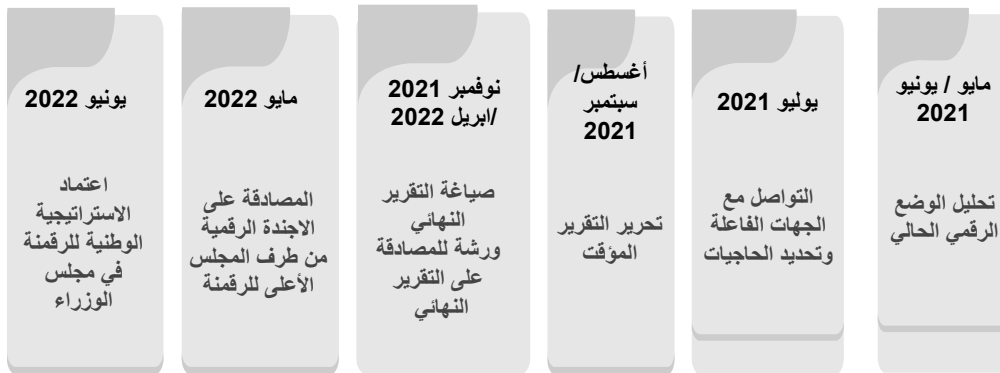 مايو / يونيو
2021
تحليل الوضع
الرقمي الحالي
يوليو 2021
التواصل مع
الجهات الفاعلة
وتحديد الحاجيات
أغسطس/
سبتمبر
2021
تحرير التقرير
المؤقت
نوفمبر 2021
/ابريل 2022
صياغة التقرير
النهائي
ورشة للمصادقة
على التقرير
النهائي
مايو 2022
المصادقة على
الاجندة الرقمية
من طرف المجلس
الأعلى للرقمنة
يونيو 2022
اعتماد
الاستراتيجية
الوطنية للرقمنة
في مجلس
الوزراء